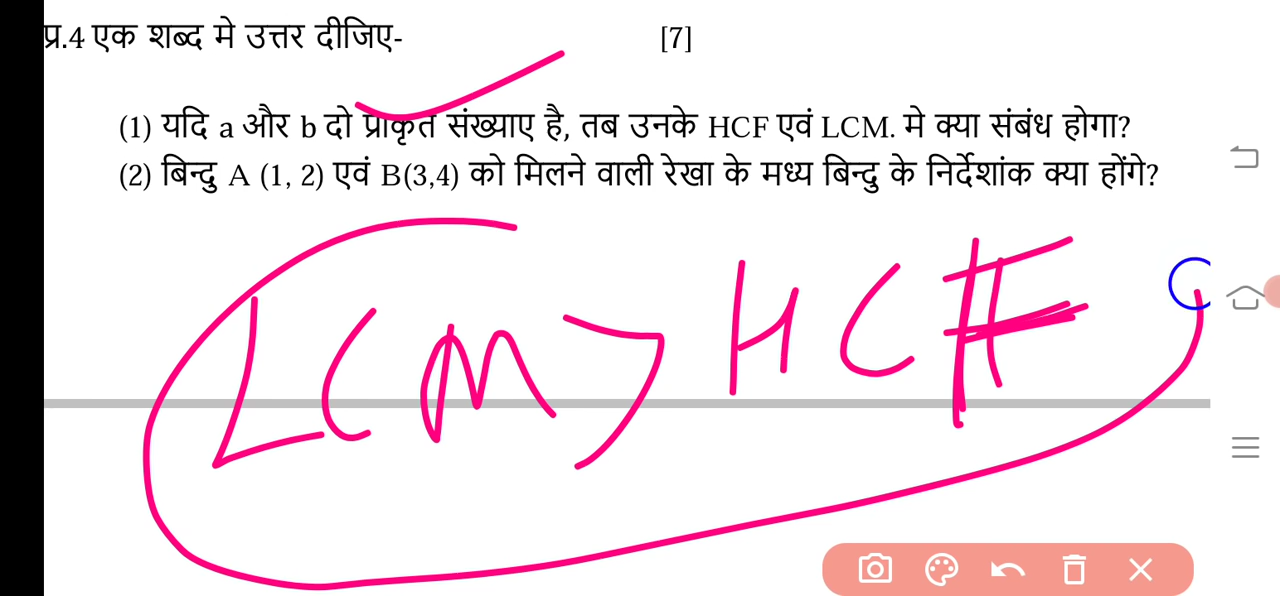 प्र.4 एक शब्द मे उत्तर दीजिए- [7]
(1) यदि a और b दो प्राकृत संख्याए है, तब उनके HCF एवं LCM. मे क्या संबंध होगा?
(2) बिन्दु A (1, 2) एवं B(3,4) को मिलने वाली रेखा के मध्य बिन्दु के निर्देशांक क्या होंगे?
LCM > HCF